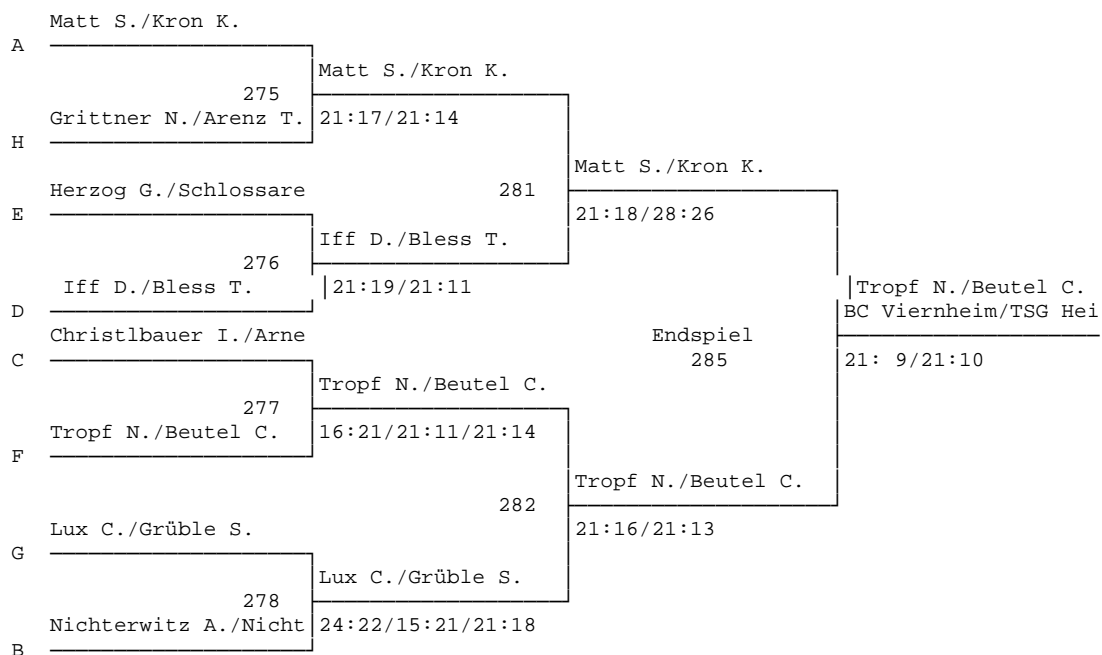 Matt S./Kron K.
A
Matt S./Kron K.
275
Grittner N./Arenz T. 21:17/21:14
H
Matt S./Kron K.
Herzog G./Schlossare 281
E 21:18/28:26
Iff D./Bless T.
276
Iff D./Bless T. |21:19/21:11 |Tropf N./Beutel C.
D BC Viernheim/TSG Hei
Christlbauer I./Arne Endspiel
C 285 21: 9/21:10
Tropf N./Beutel C.
277
Tropf N./Beutel C. 16:21/21:11/21:14
F
Tropf N./Beutel C.
282
Lux C./Grüble S. 21:16/21:13
G
Lux C./Grüble S.
278
Nichterwitz A./Nicht 24:22/15:21/21:18
B